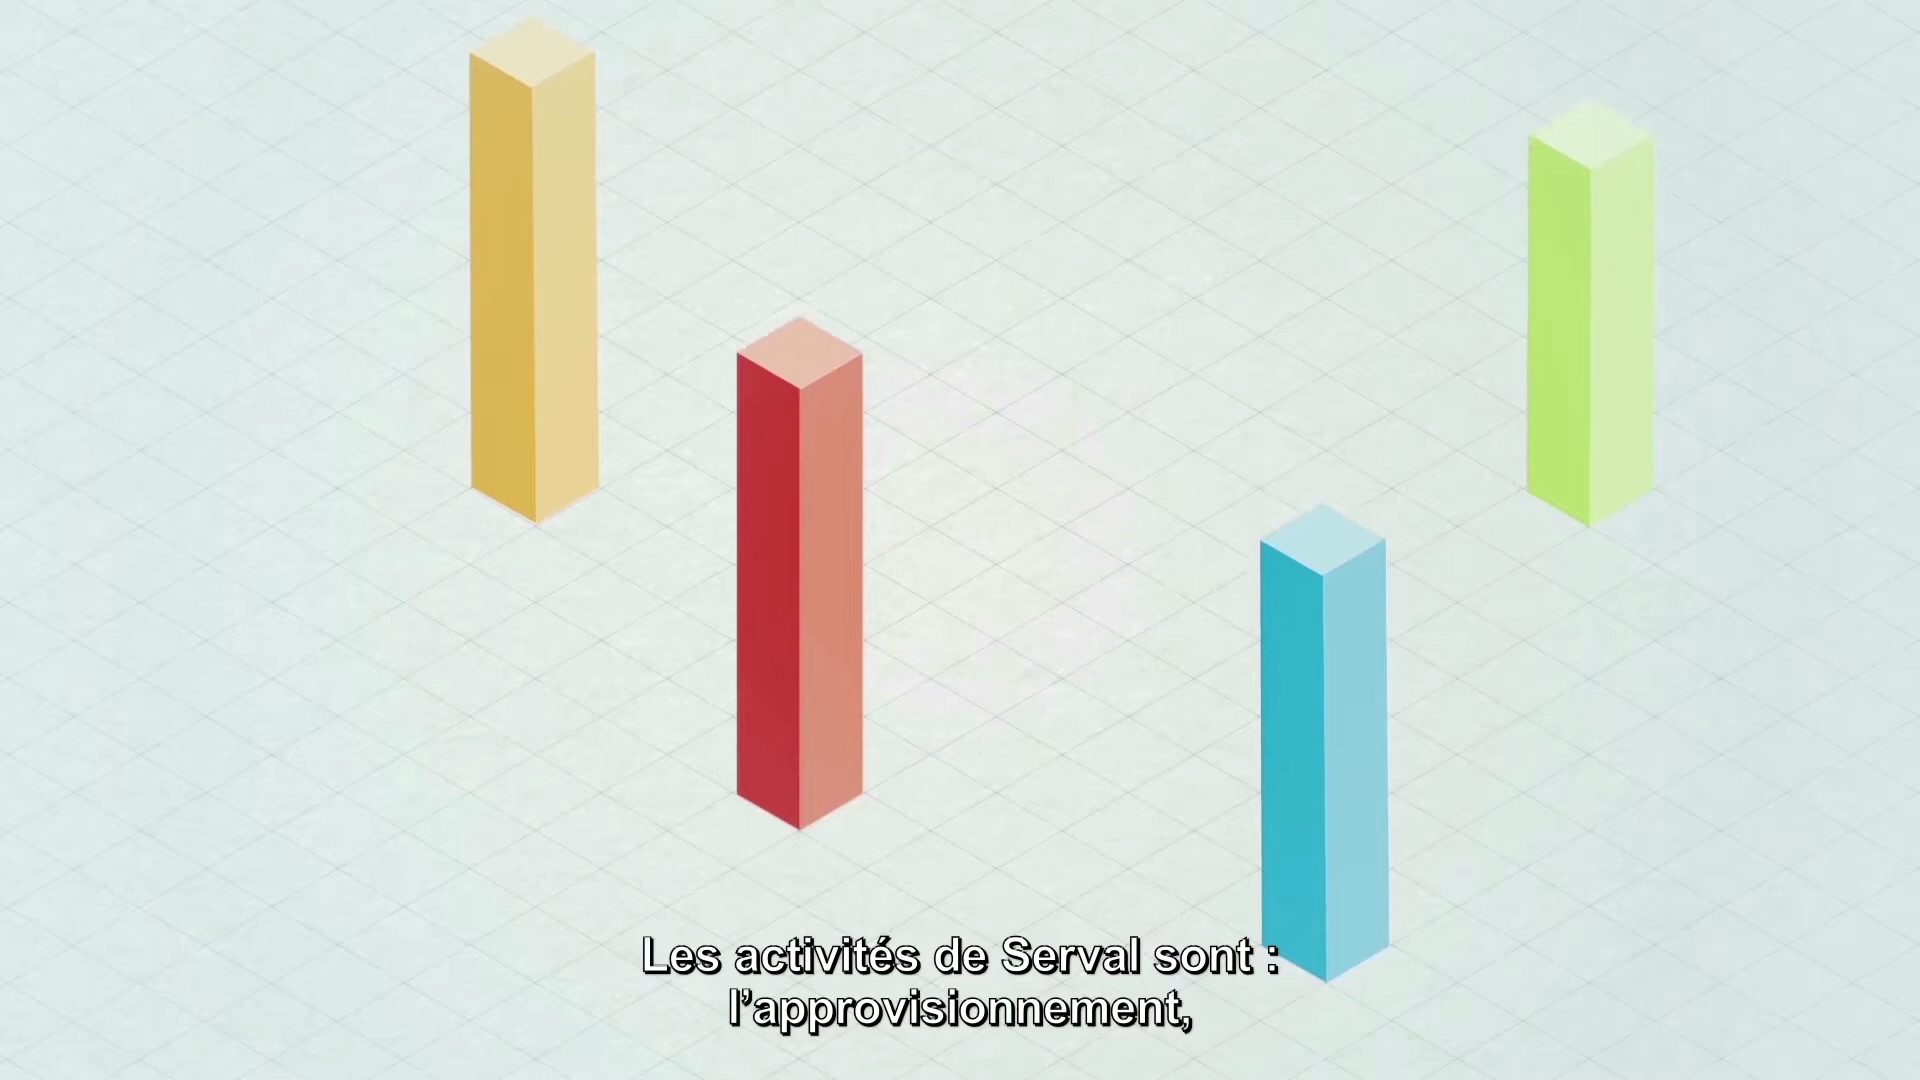 Les activités de Serval sont :
l’approvisionnement,